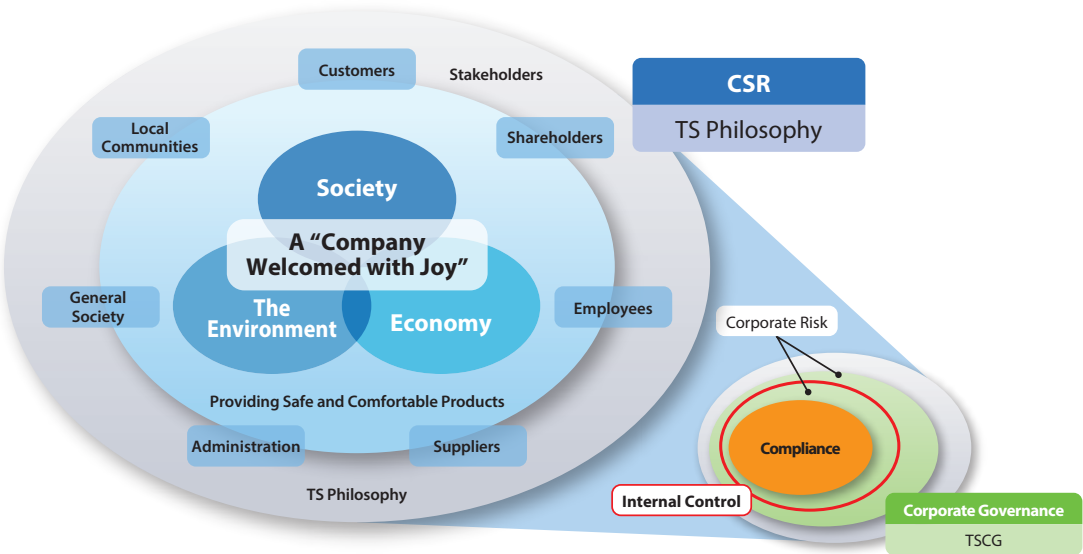 Customers
Stakeholders
CSR
TS Philosophy
Local
Communities
Shareholders
Society
A “Company
Welcomed with Joy”
General
Society
The
Environment
Economy
Employees
Corporate Risk
Providing Safe and Comfortable Products
Administration
Suppliers
Compliance
TS Philosophy
Internal Control
Corporate Governance
TSCG